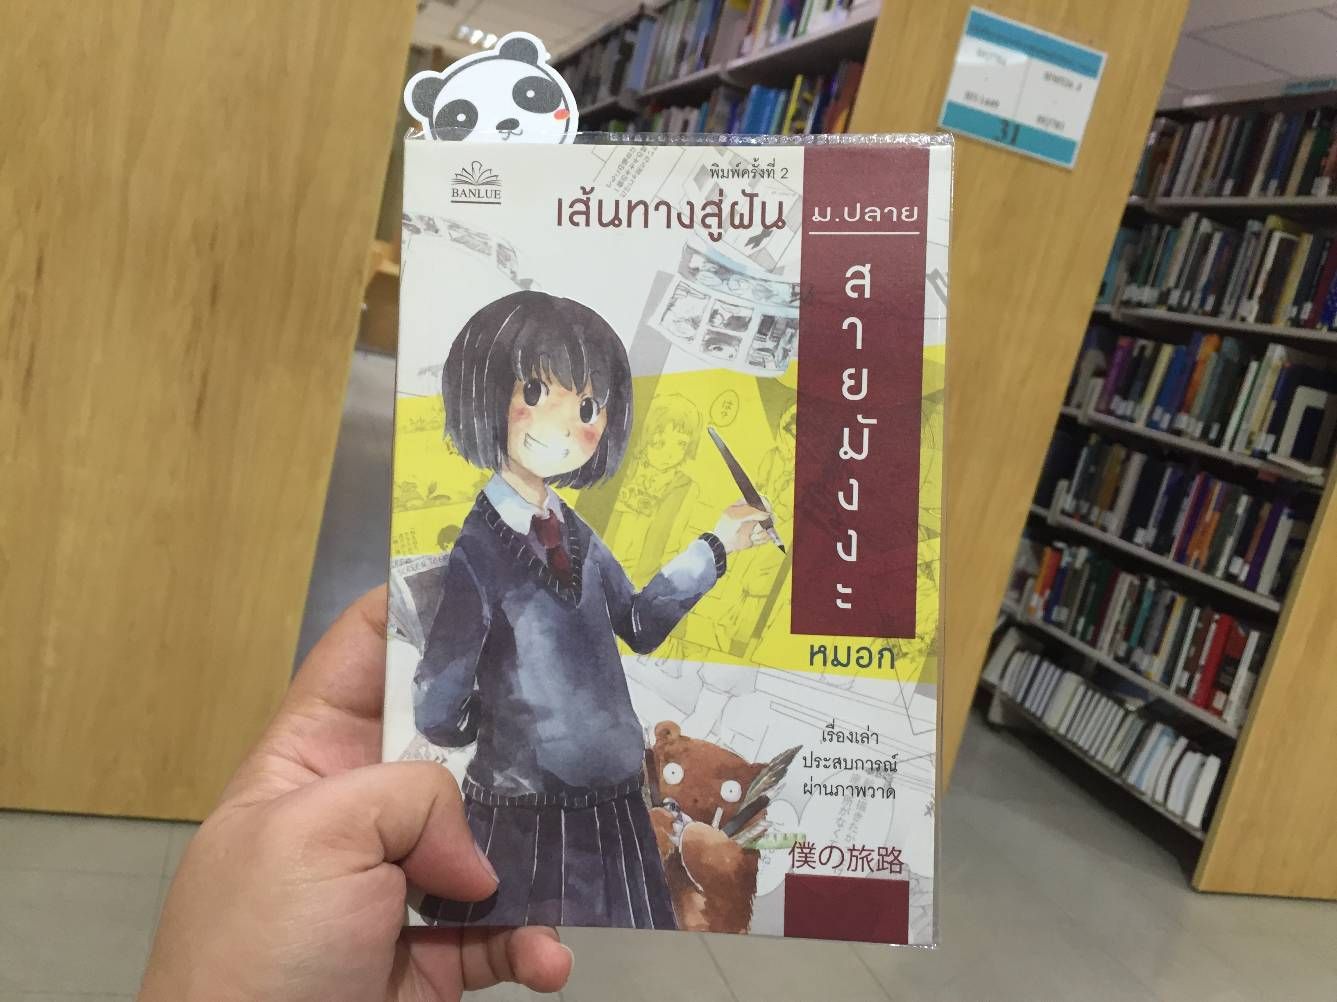 BANLUE
พิมพ์ครั้งที่ 2
เส้นทางสู่ฝัน
ม.ปลาย
สายมังงะ
หมอก
เรื่องเล่า
ประสบการณ์
ผ่านภาพวาด
僕の旅路
31